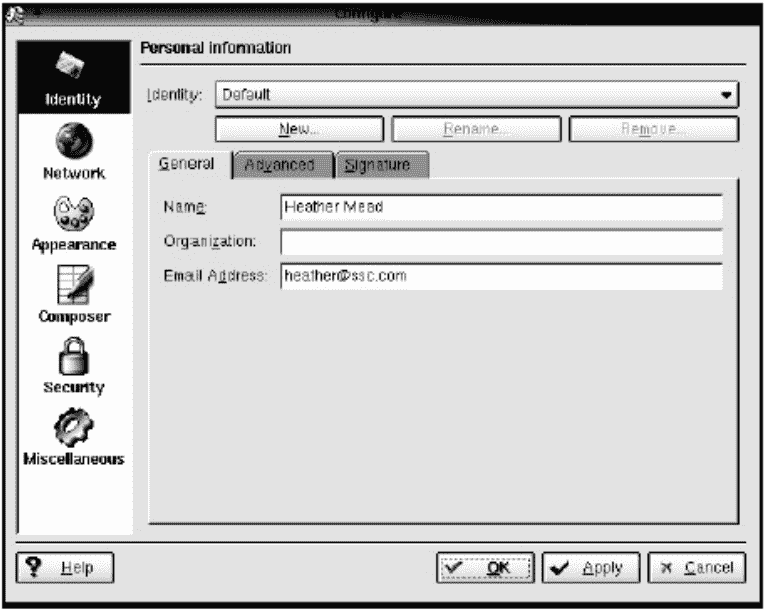 Configure
Personal Information
Identity
Network
Appearance
Composer
Security
Miscellaneous
Identity: Default
New... Rename... Remove...
General Advanced Signature
Name: Heather Mead
Organization:
Email Address: heather@ssc.com
Help OK Apply Cancel